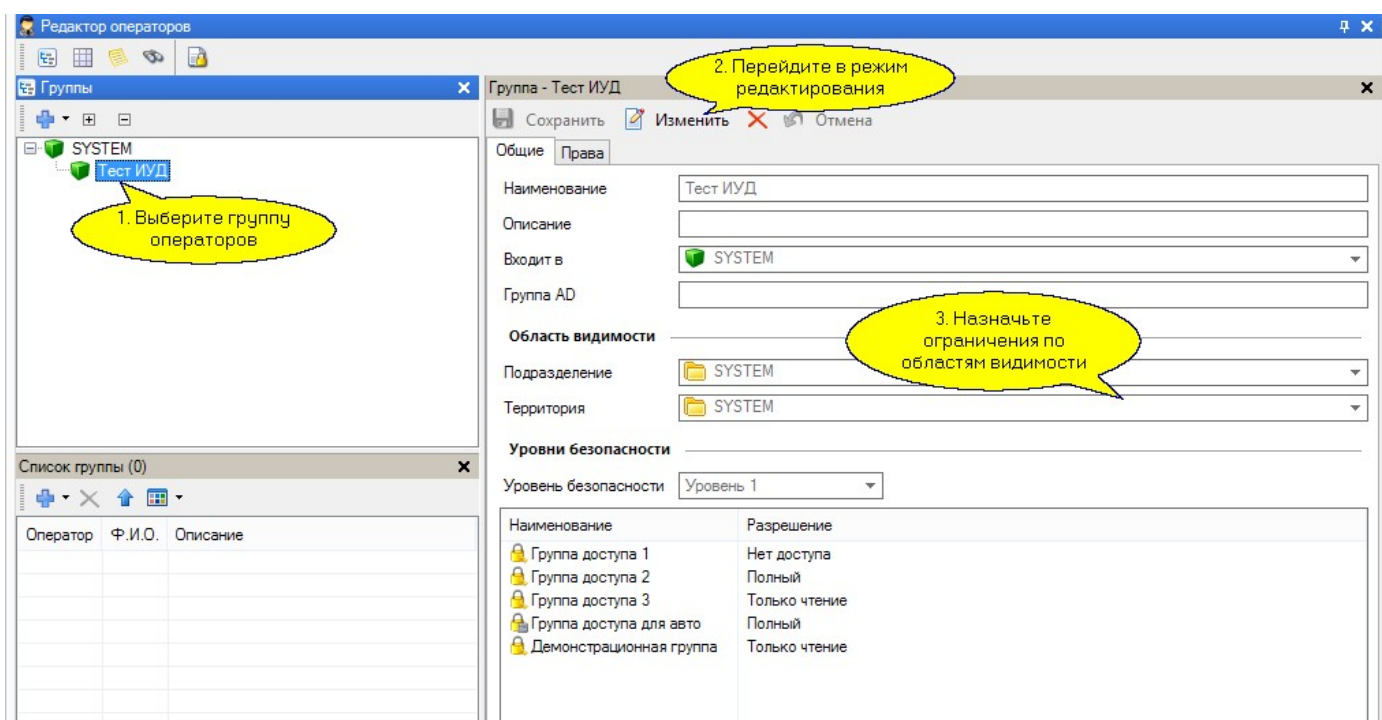 Редактор операторов
2. Перейдите в режим
редактирования
Группы
Группа - Тест ИУД
Сохранить Изменить Отмена
SYSTEM
Тест ИУД
1. Выберите группу
операторов
Общие Права
Наименование Тест ИУД
Описание
Входит в SYSTEM
Группа AD
3. Назначьте
ограничения по
областям видимости
Область видимости
Подразделение SYSTEM
Территория SYSTEM
Уровни безопасности
Уровень безопасности Уровень 1
Список группы (0)
Оператор Ф.И.О. Описание
Наименование Разрешение
Группа доступа 1 Нет доступа
Группа доступа 2 Полный
Группа доступа 3 Только чтение
Группа доступа для авто Полный
Демонстрационная группа Только чтение